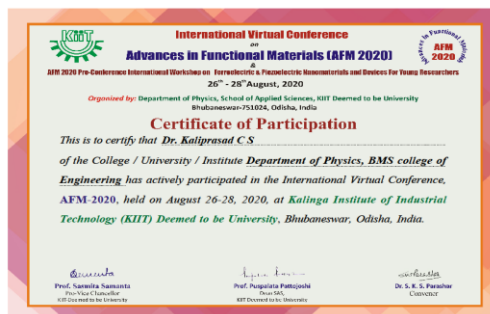 KIIT
International Virtual Conference
on
Advances in Functional Materials (AFM 2020)
&
AFM 2020 Pre-Conference International Workshop on Ferroelectric & Piezoelectric Nanomaterials and Devices For Young Researchers
26th - 28th August, 2020
Organized by: Department of Physics, School of Applied Sciences, KIIT Deemed to be University
Bhubaneswar-751024, Odisha, India
Advances in Functional Materials
AFM
2020
Certificate of Participation
This is to certify that Dr. Kaliprasad C S
of the College / University / Institute Department of Physics, BMS college of
Engineering has actively participated in the International Virtual Conference,
AFM-2020, held on August 26-28, 2020, at Kalinga Institute of Industrial
Technology (KIIT) Deemed to be University, Bhubaneswar, Odisha, India.
Prof. Sasmita Samanta
Pro-Vice Chancellor
KIIT Deemed to be University
Prof. Puspalata Pattojoshi
Dean SAS,
KIIT Deemed to be University
Dr. S. K. S. Parashar
Convenor